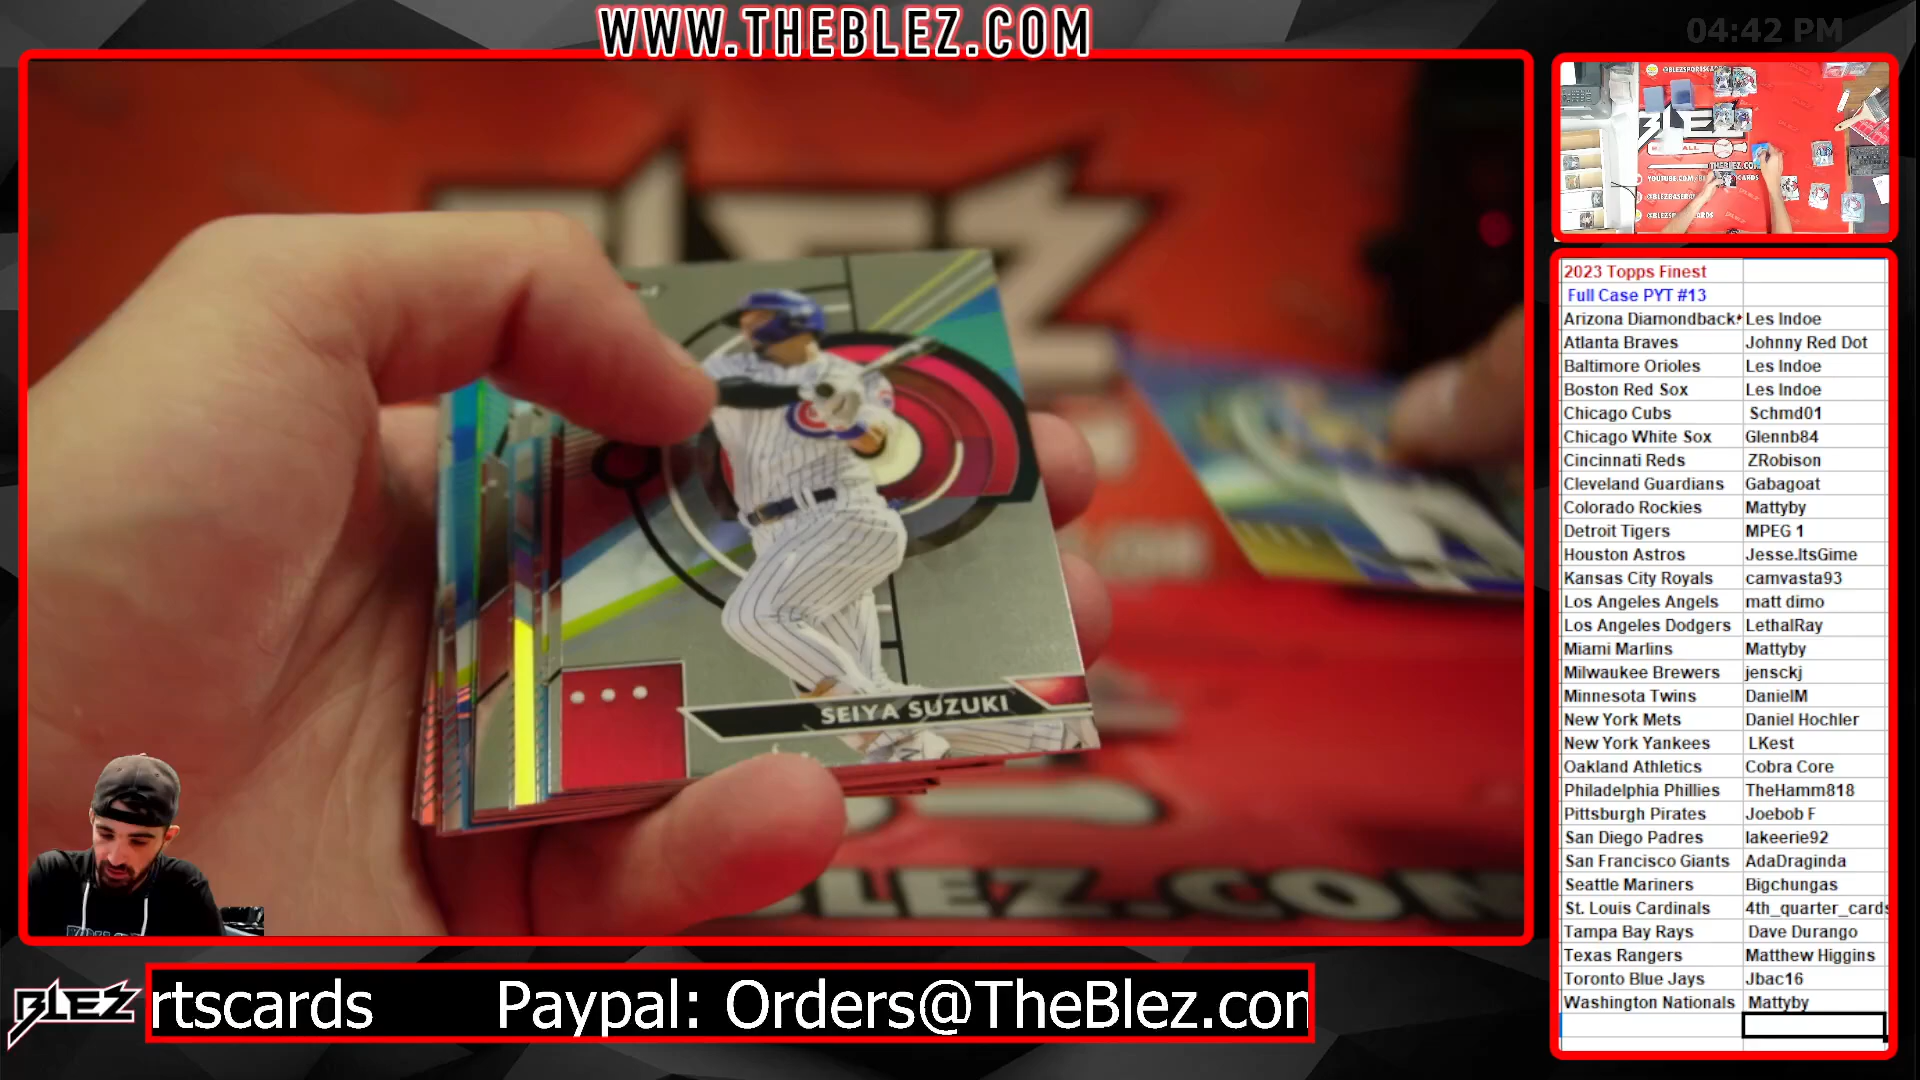 WWW.THEBLEZ.COM
04:42 PM
SEIYA SUZUKI
BLEZ.COM
2023 Topps Finest
Full Case PYT #13
Arizona Diamondback Les Indoe
Atlanta Braves Johnny Red Dot
Baltimore Orioles Les Indoe
Boston Red Sox Les Indoe
Chicago Cubs Schmd01
Chicago White Sox Glennb84
Cincinnati Reds ZRobison
Cleveland Guardians Gabagoat
Colorado Rockies Mattyby
Detroit Tigers MPEG 1
Houston Astros Jesse.ItsGime
Kansas City Royals camvasta93
Los Angeles Angels matt dimo
Los Angeles Dodgers LethalRay
Miami Marlins Mattyby
Milwaukee Brewers jensckj
Minnesota Twins DanielM
New York Mets Daniel Hochler
New York Yankees LKest
Oakland Athletics Cobra Core
Philadelphia Phillies TheHamm818
Pittsburgh Pirates Joebob F
San Diego Padres lakeerie92
San Francisco Giants AdaDraginda
Seattle Mariners Bigchungas
St. Louis Cardinals 4th_quarter_cards
Tampa Bay Rays Dave Durango
Texas Rangers Matthew Higgins
Toronto Blue Jays Jbac16
Washington Nationals Mattyby
BLEZ
rtscards Paypal: Orders@TheBlez.com